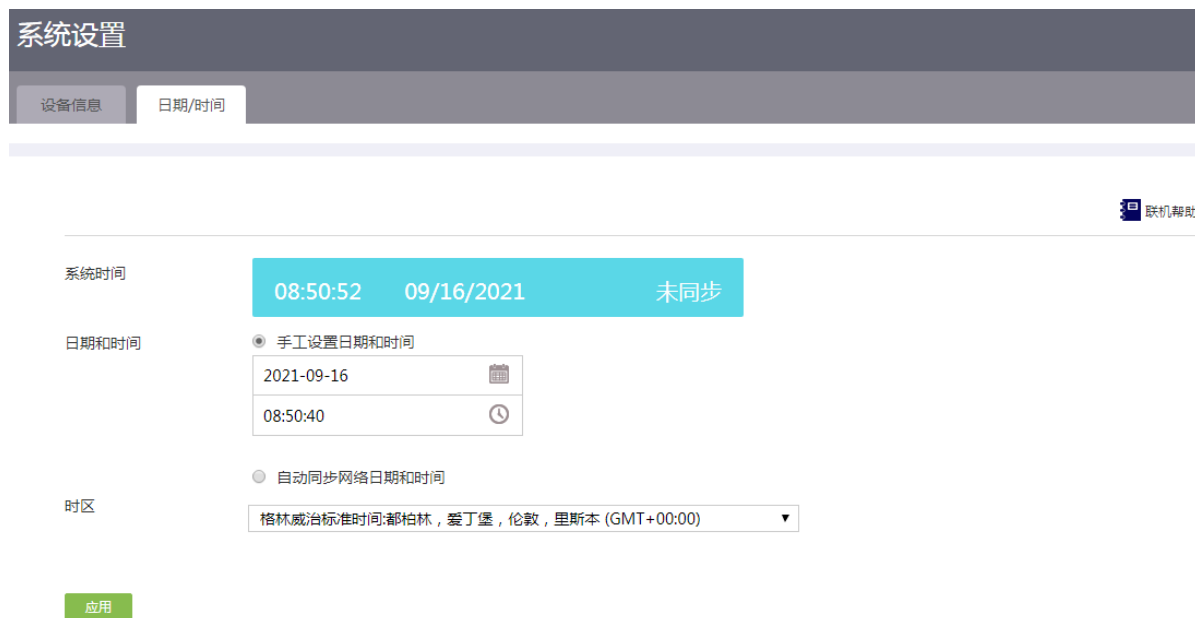 系统设置
设备信息 日期/时间
联机帮助
系统时间 08:50:52 09/16/2021 未同步
日期和时间 手工设置日期和时间
2021-09-16
08:50:40
自动同步网络日期和时间
时区 格林威治标准时间:都柏林，爱丁堡，伦敦，里斯本 (GMT+00:00)
应用